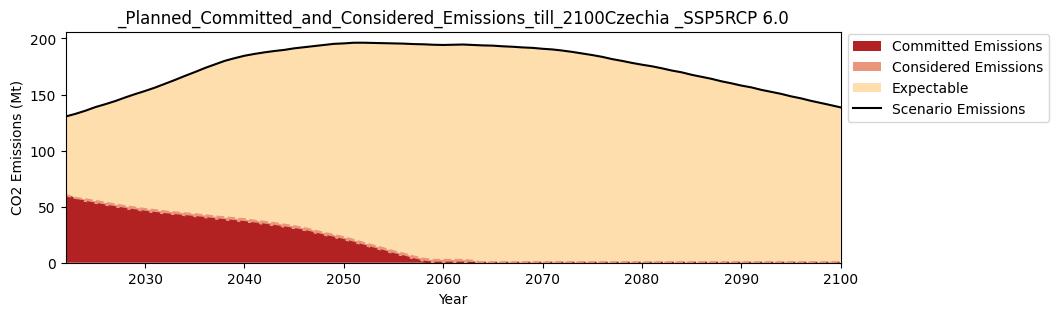 _Planned_Committed_and_Considered_Emissions_till_2100Czechia _SSP5RCP 6.0
200
150
100
50
0
CO2 Emissions (Mt)
2030 2040 2050 2060 2070 2080 2090 2100
Year
Committed Emissions
Considered Emissions
Expectable
Scenario Emissions